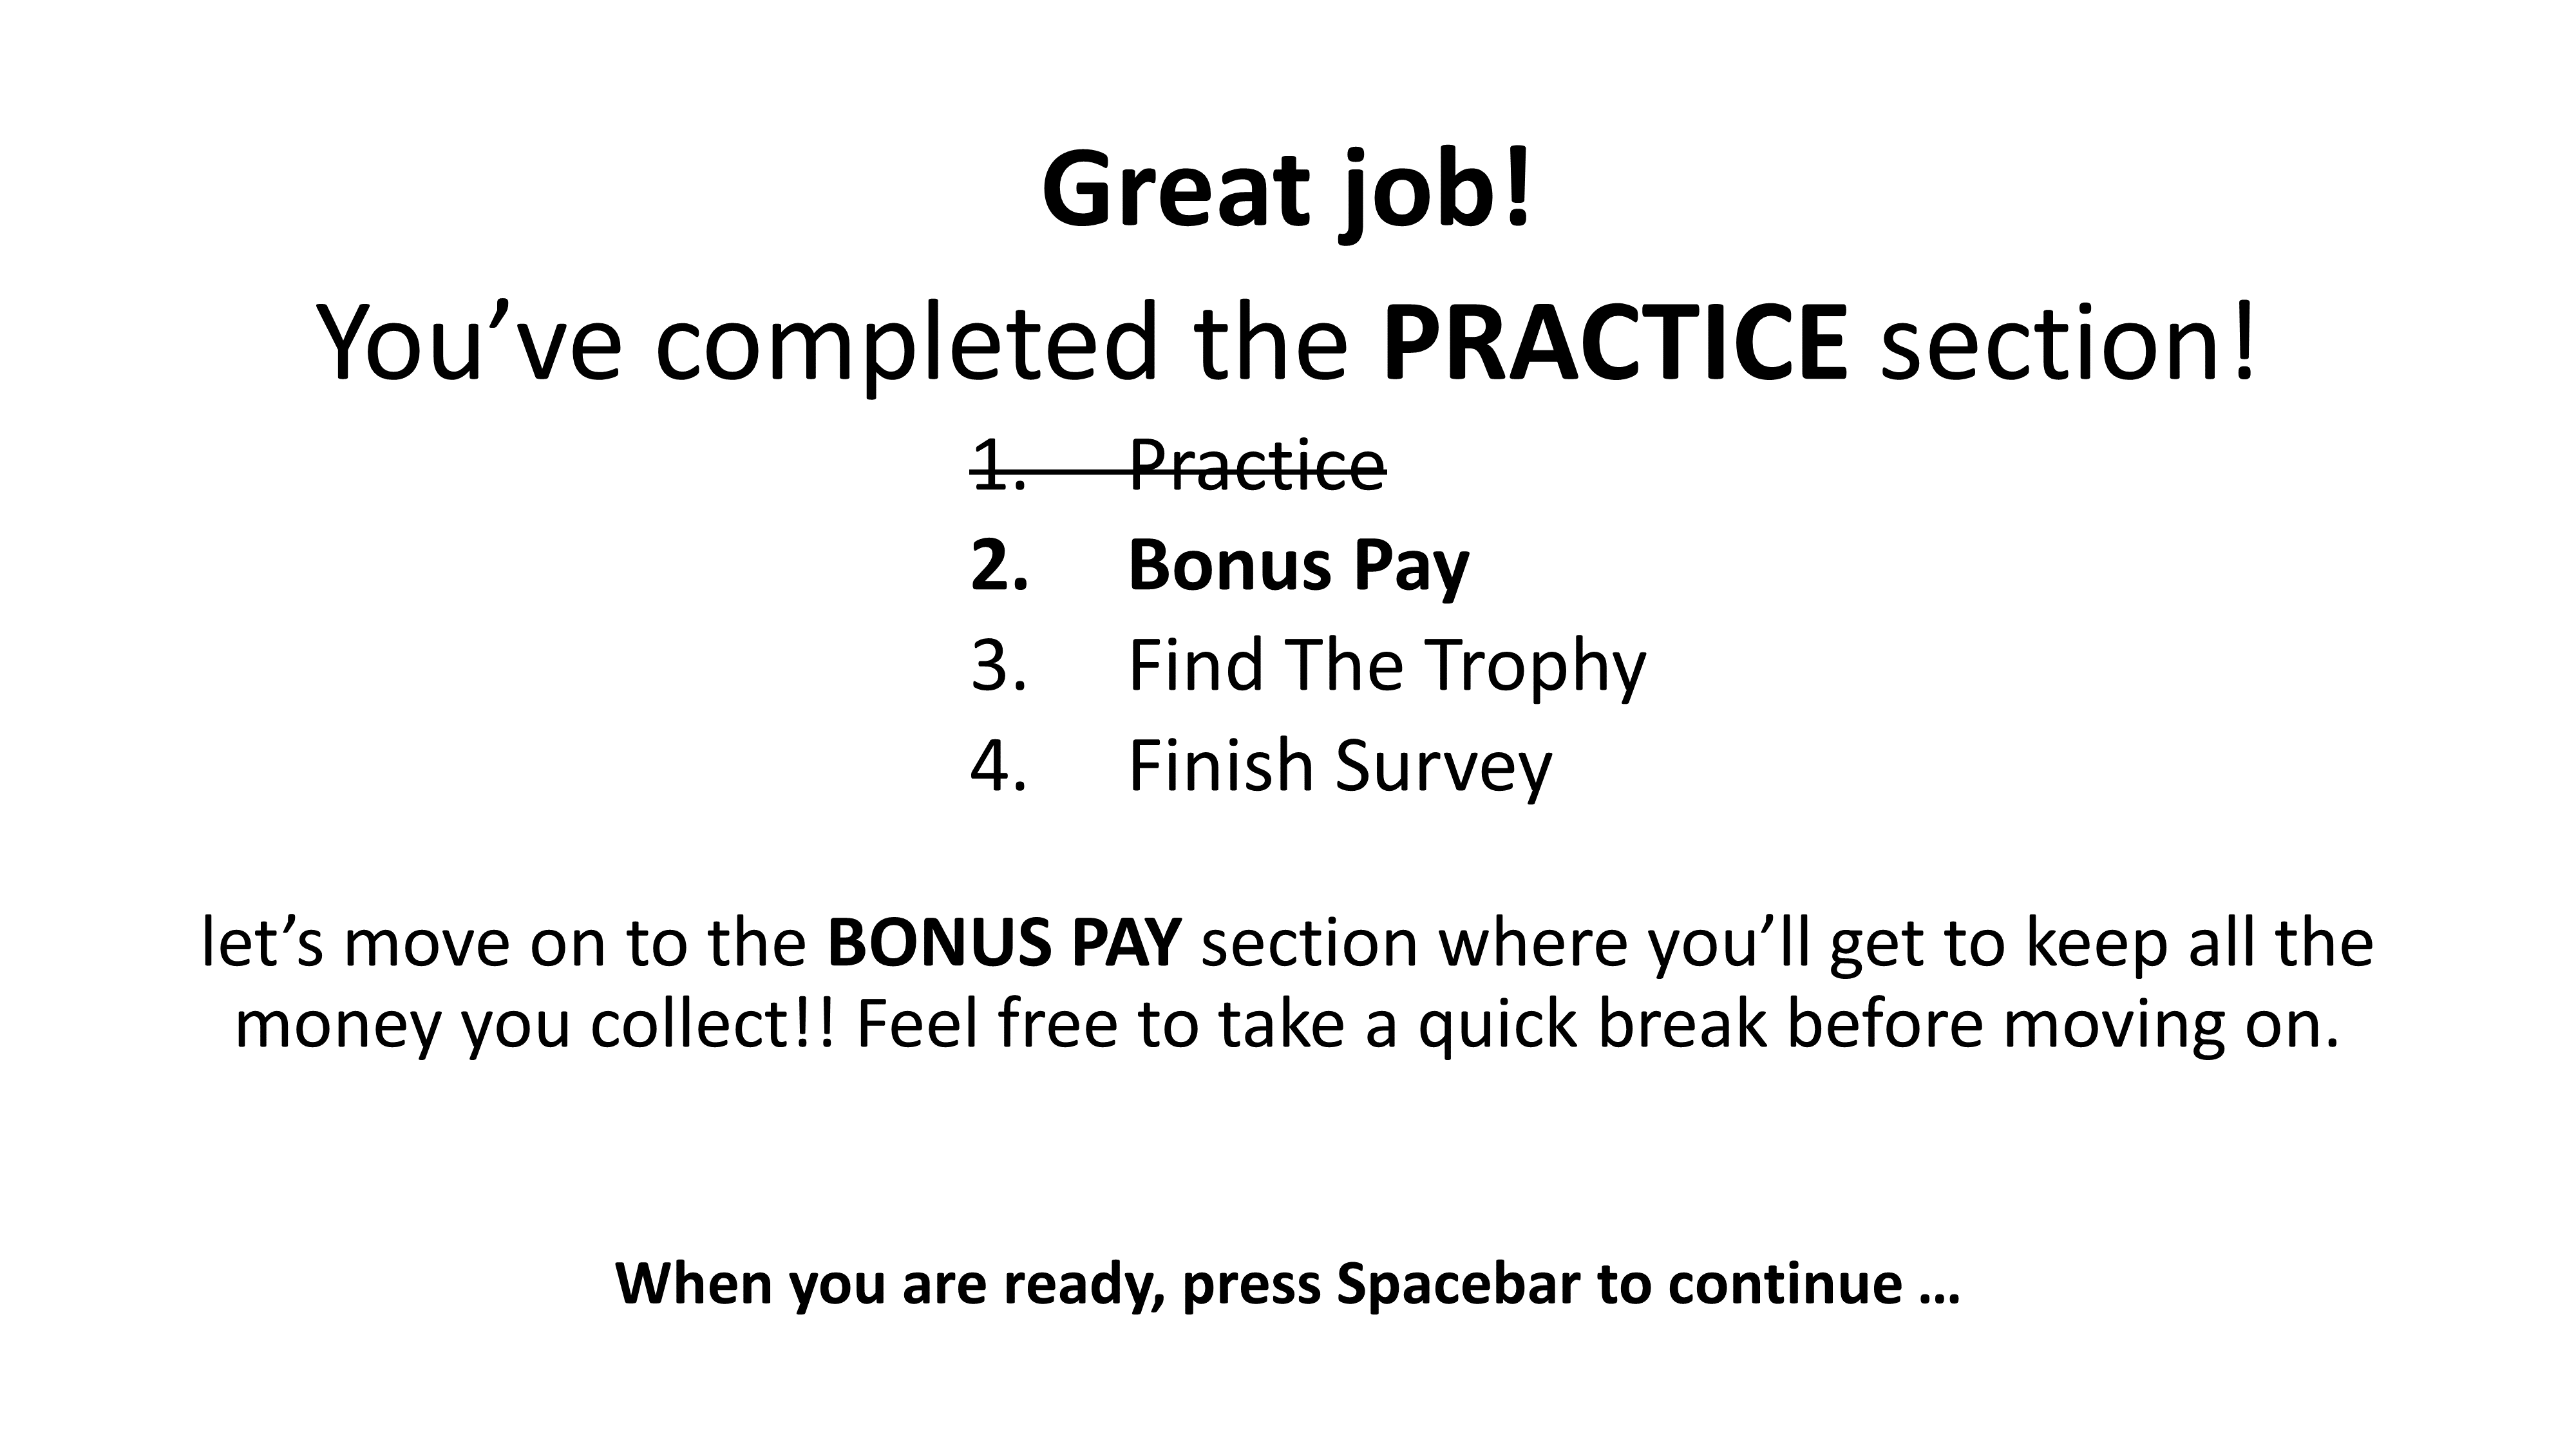 Great job!
You’ve completed the PRACTICE section!
1. Practice
2. Bonus Pay
3. Find The Trophy
4. Finish Survey
let’s move on to the BONUS PAY section where you’ll get to keep all the
money you collect!! Feel free to take a quick break before moving on.
When you are ready, press Spacebar to continue …